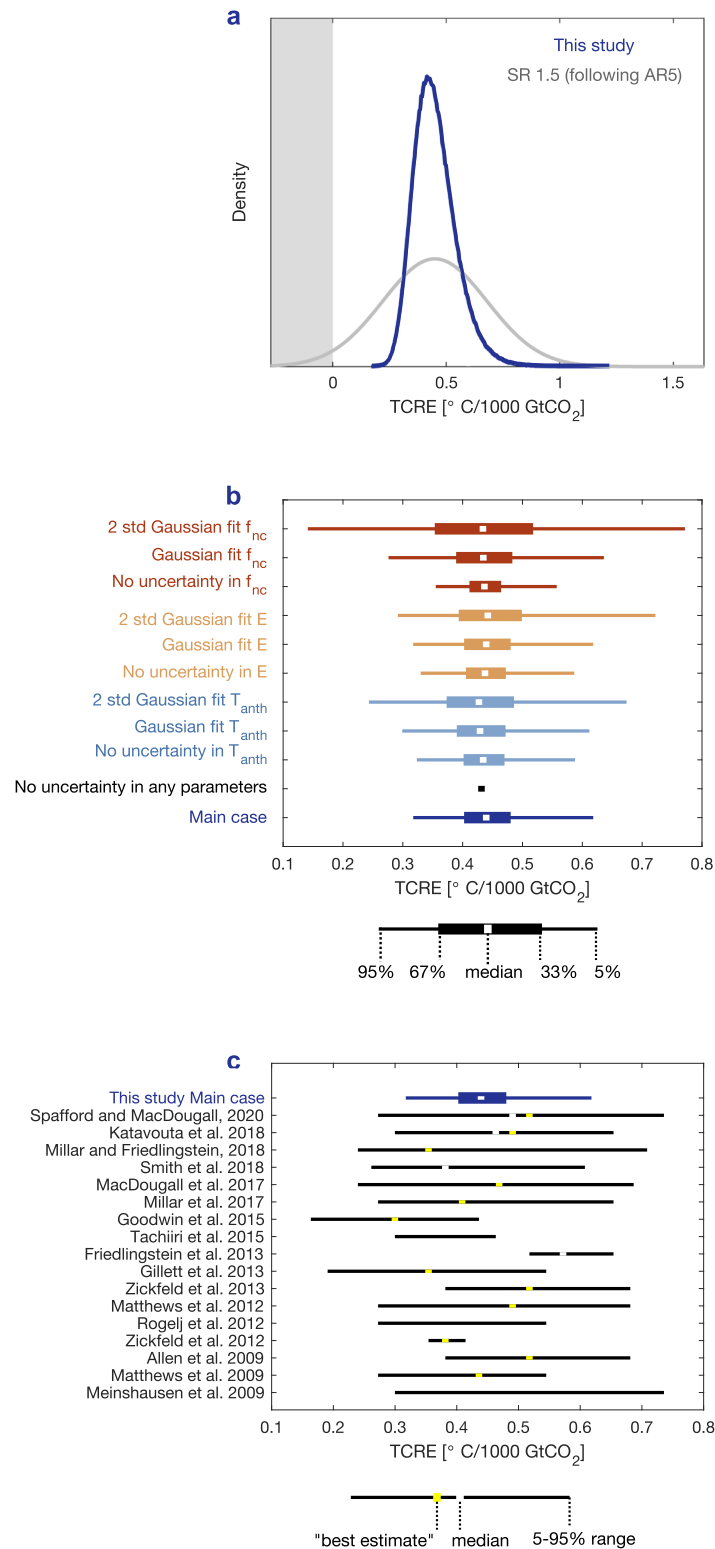 a
This study
SR 1.5 (following AR5)
Density
0 0.5 1 1.5
TCRE [° C/1000 GtCO2]
b
2 std Gaussian fit fnc
Gaussian fit fnc
No uncertainty in fnc
2 std Gaussian fit E
Gaussian fit E
No uncertainty in E
2 std Gaussian fit Tanth
Gaussian fit Tanth
No uncertainty in Tanth
No uncertainty in any parameters
Main case
0.1 0.2 0.3 0.4 0.5 0.6 0.7 0.8
TCRE [° C/1000 GtCO2]
95% 67% median 33% 5%
c
This study Main case
Spafford and MacDougall, 2020
Katavouta et al. 2018
Millar and Friedlingstein, 2018
Smith et al. 2018
MacDougall et al. 2017
Millar et al. 2017
Goodwin et al. 2015
Tachiiri et al. 2015
Friedlingstein et al. 2013
Gillett et al. 2013
Zickfeld et al. 2013
Matthews et al. 2012
Rogelj et al. 2012
Zickfeld et al. 2012
Allen et al. 2009
Matthews et al. 2009
Meinshausen et al. 2009
0.1 0.2 0.3 0.4 0.5 0.6 0.7 0.8
TCRE [° C/1000 GtCO2]
"best estimate" median 5-95% range